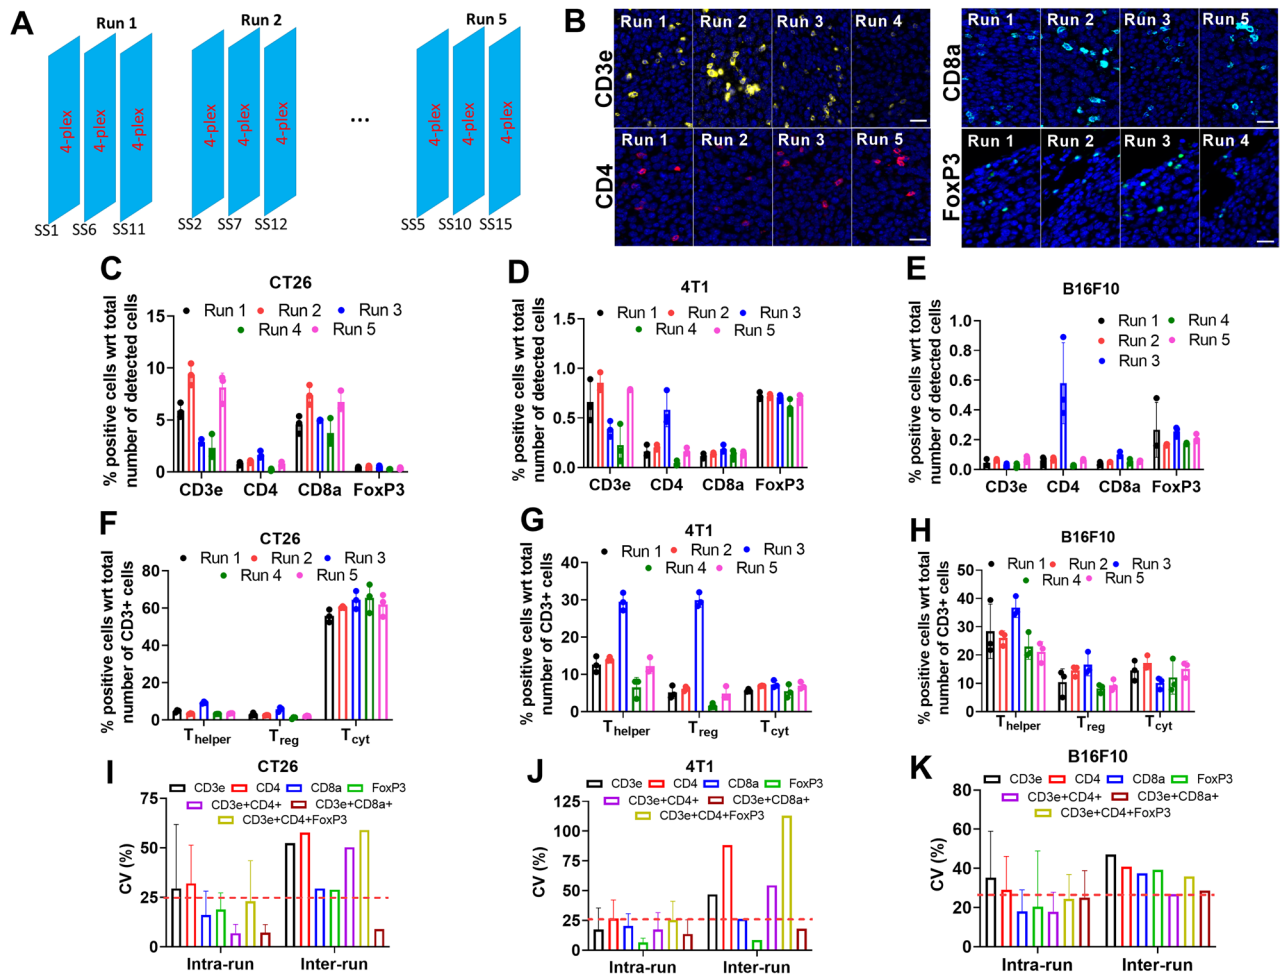 A
Run 1
Run 2
Run 5
4-plex
4-plex
4-plex
4-plex
4-plex
4-plex
...
4-plex
4-plex
4-plex
SS1
SS6
SS11
SS2
SS7
SS12
SS5
SS10
SS15
B
CD3e
Run 1
Run 2
Run 3
Run 4
CD4
Run 1
Run 2
Run 3
Run 5
CD8a
Run 1
Run 2
Run 3
Run 5
FoxP3
Run 1
Run 2
Run 3
Run 4
C
CT26
Run 1
Run 2
Run 3
Run 4
Run 5
% positive cells wrt total
number of detected cells
15
10
5
0
CD3e
CD4
CD8a
FoxP3
D
4T1
Run 1
Run 2
Run 3
Run 4
Run 5
% positive cells wrt total
number of detected cells
1.5
1.0
0.5
0.0
CD3e
CD4
CD8a
FoxP3
E
B16F10
Run 1
Run 4
Run 2
Run 5
Run 3
% positive cells wrt total
number of detected cells
1.0
0.8
0.6
0.4
0.2
0.0
CD3e
CD4
CD8a
FoxP3
F
CT26
Run 1
Run 2
Run 3
Run 4
Run 5
% positive cells wrt total
number of CD3+ cells
80
60
40
20
0
Thelper
Treg
Tcyt
G
4T1
Run 1
Run 2
Run 3
Run 4
Run 5
% positive cells wrt total
number of CD3+ cells
40
30
20
10
0
Thelper
Treg
Tcyt
H
B16F10
Run 1
Run 2
Run 3
Run 4
Run 5
% positive cells wrt total
number of CD3+ cells
50
40
30
20
10
0
Thelper
Treg
Tcyt
I
CT26
CD3e
CD4
CD8a
FoxP3
CD3e+CD4+
CD3e+CD8a+
CD3e+CD4+FoxP3
CV (%)
75
50
25
0
Intra-run
Inter-run
J
4T1
CD3e
CD4
CD8a
FoxP3
CD3e+CD4+
CD3e+CD8a+
CD3e+CD4+FoxP3
CV (%)
125
100
75
50
25
0
Intra-run
Inter-run
K
B16F10
CD3e
CD4
CD8a
FoxP3
CD3e+CD4+
CD3e+CD8a+
CD3e+CD4+FoxP3
CV (%)
80
60
40
20
0
Intra-run
Inter-run